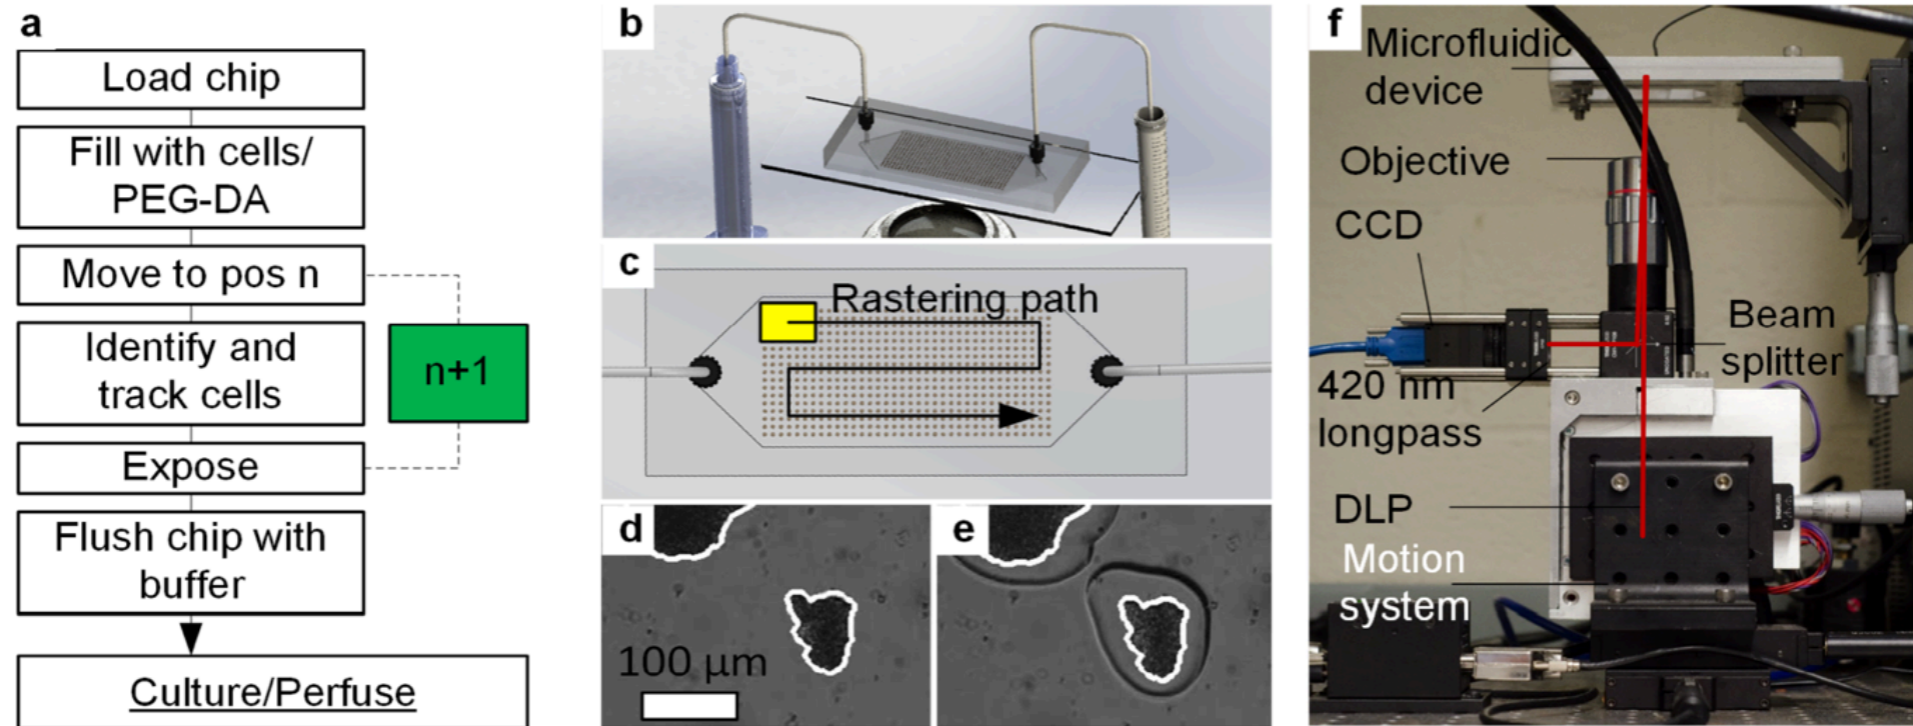 a
Load chip
Fill with cells/
PEG-DA
Move to pos n
Identify and
track cells
n+1
Expose
Flush chip with
buffer
Culture/Perfuse
b
c
Rastering path
d
100 µm
e
f
Microfluidic
device
Objective
CCD
Beam
splitter
420 nm
longpass
DLP
Motion
system